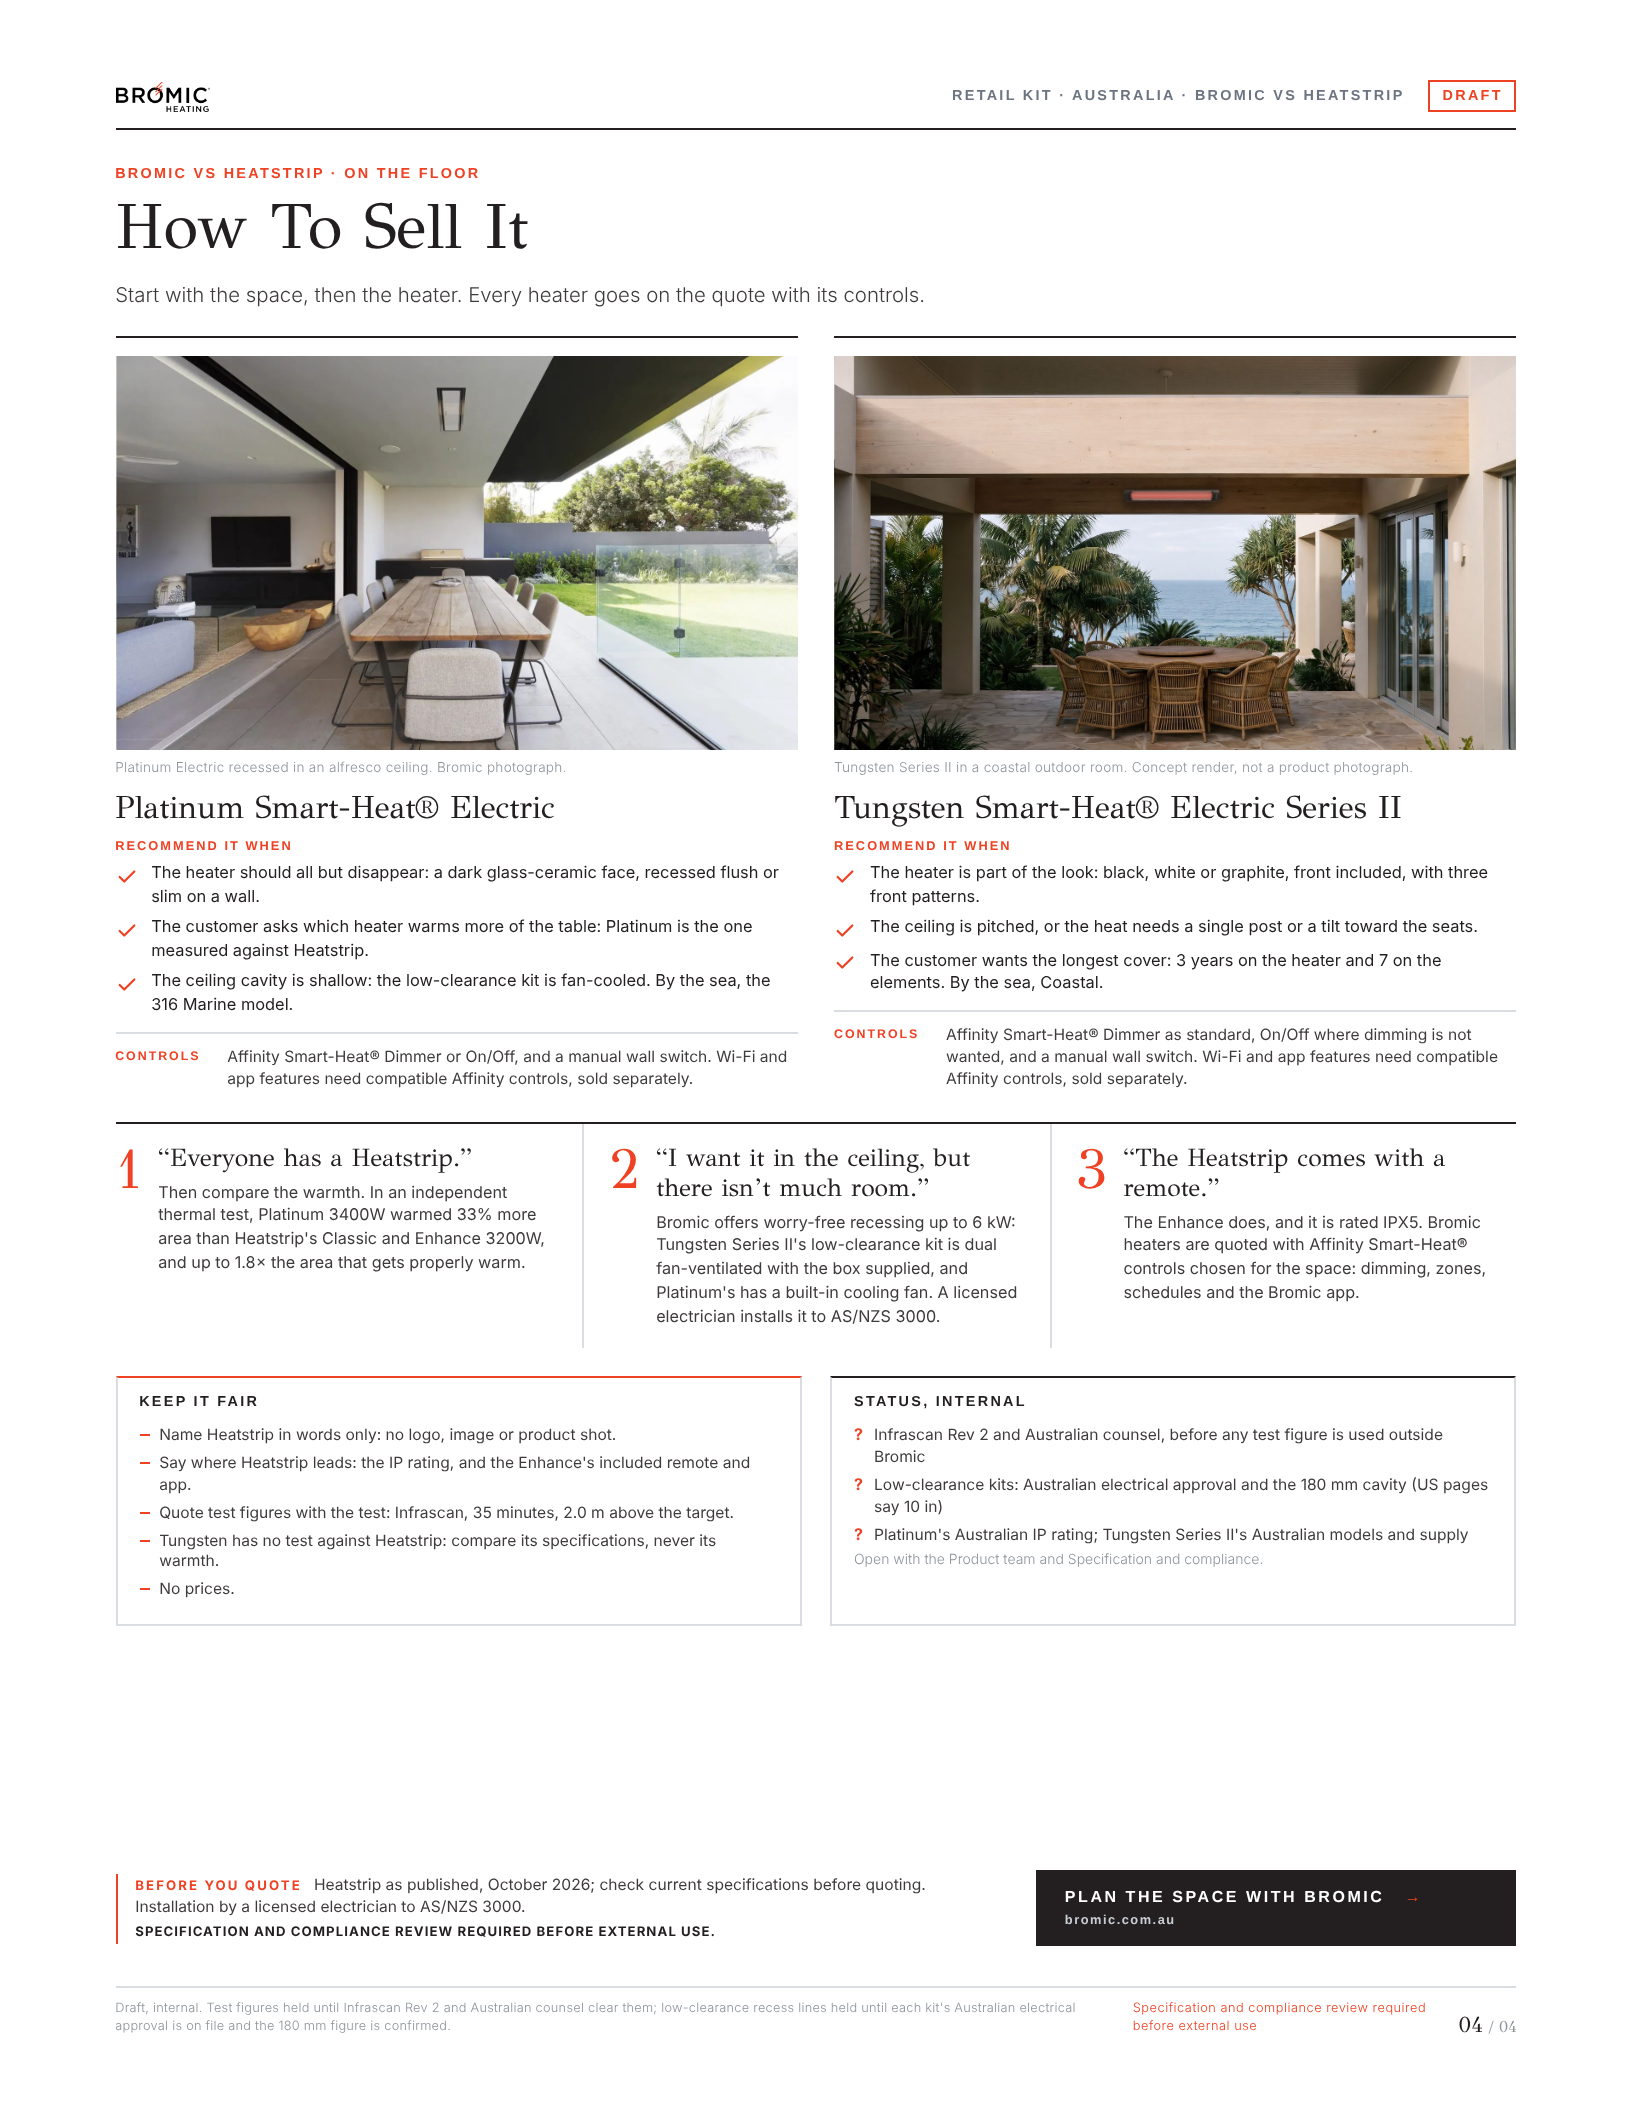 BROMIC
HEATING
RETAIL KIT · AUSTRALIA · BROMIC VS HEATSTRIP
DRAFT
BROMIC VS HEATSTRIP · ON THE FLOOR
How To Sell It
Start with the space, then the heater. Every heater goes on the quote with its controls.
Platinum Electric recessed in an alfresco ceiling. Bromic photograph.
Platinum Smart-Heat® Electric
RECOMMEND IT WHEN
The heater should all but disappear: a dark glass-ceramic face, recessed flush or
slim on a wall.
The customer asks which heater warms more of the table: Platinum is the one
measured against Heatstrip.
The ceiling cavity is shallow: the low-clearance kit is fan-cooled. By the sea, the
316 Marine model.
CONTROLS
Affinity Smart-Heat® Dimmer or On/Off, and a manual wall switch. Wi-Fi and
app features need compatible Affinity controls, sold separately.
Tungsten Series II in a coastal outdoor room. Concept render, not a product photograph.
Tungsten Smart-Heat® Electric Series II
RECOMMEND IT WHEN
The heater is part of the look: black, white or graphite, front included, with three
front patterns.
The ceiling is pitched, or the heat needs a single post or a tilt toward the seats.
The customer wants the longest cover: 3 years on the heater and 7 on the
elements. By the sea, Coastal.
CONTROLS
Affinity Smart-Heat® Dimmer as standard, On/Off where dimming is not
wanted, and a manual wall switch. Wi-Fi and app features need compatible
Affinity controls, sold separately.
1
“Everyone has a Heatstrip.”
Then compare the warmth. In an independent
thermal test, Platinum 3400W warmed 33% more
area than Heatstrip's Classic and Enhance 3200W,
and up to 1.8× the area that gets properly warm.
2
“I want it in the ceiling, but
there isn’t much room.”
Bromic offers worry-free recessing up to 6 kW:
Tungsten Series II's low-clearance kit is dual
fan-ventilated with the box supplied, and
Platinum's has a built-in cooling fan. A licensed
electrician installs it to AS/NZS 3000.
3
“The Heatstrip comes with a
remote.”
The Enhance does, and it is rated IPX5. Bromic
heaters are quoted with Affinity Smart-Heat®
controls chosen for the space: dimming, zones,
schedules and the Bromic app.
KEEP IT FAIR
– Name Heatstrip in words only: no logo, image or product shot.
– Say where Heatstrip leads: the IP rating, and the Enhance's included remote and
app.
– Quote test figures with the test: Infrascan, 35 minutes, 2.0 m above the target.
– Tungsten has no test against Heatstrip: compare its specifications, never its
warmth.
– No prices.
STATUS, INTERNAL
? Infrascan Rev 2 and Australian counsel, before any test figure is used outside
Bromic
? Low-clearance kits: Australian electrical approval and the 180 mm cavity (US pages
say 10 in)
? Platinum's Australian IP rating; Tungsten Series II's Australian models and supply
Open with the Product team and Specification and compliance.
BEFORE YOU QUOTE Heatstrip as published, October 2026; check current specifications before quoting.
Installation by a licensed electrician to AS/NZS 3000.
SPECIFICATION AND COMPLIANCE REVIEW REQUIRED BEFORE EXTERNAL USE.
PLAN THE SPACE WITH BROMIC →
bromic.com.au
Draft, internal. Test figures held until Infrascan Rev 2 and Australian counsel clear them; low-clearance recess lines held until each kit's Australian electrical
approval is on file and the 180 mm figure is confirmed.
Specification and compliance review required
before external use
04 / 04